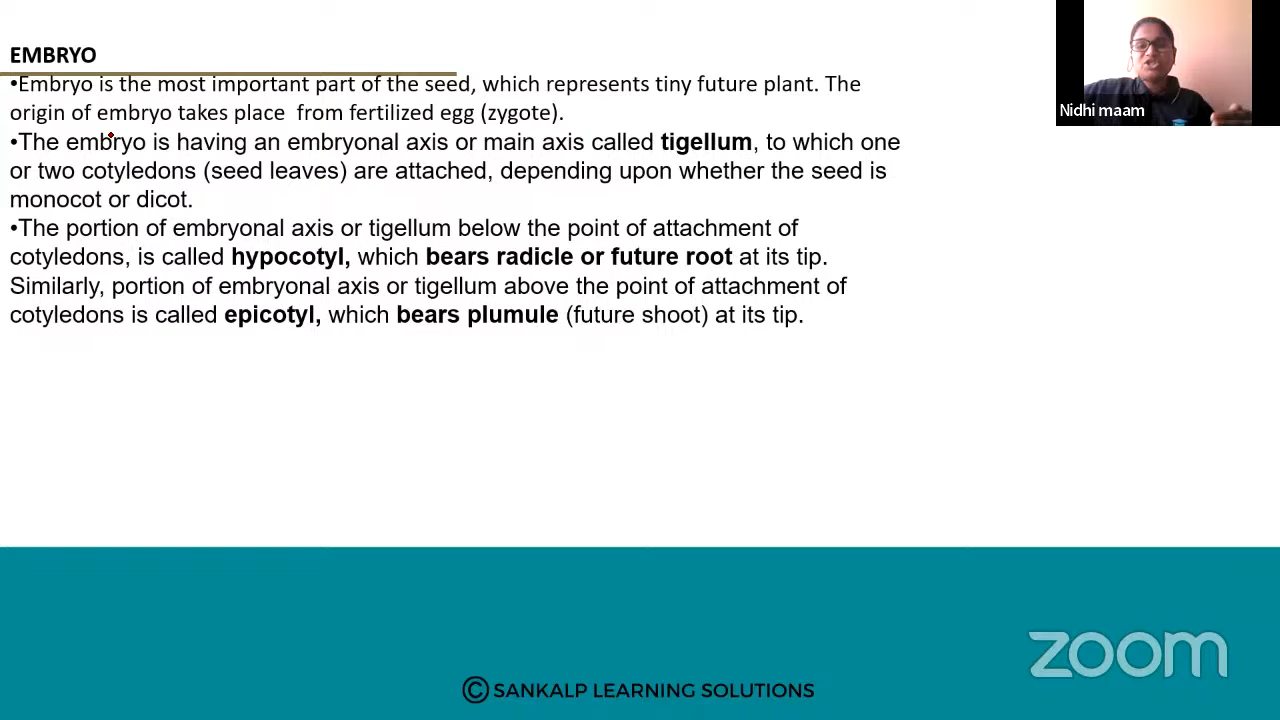 EMBRYO
•Embryo is the most important part of the seed, which represents tiny future plant. The
origin of embryo takes place from fertilized egg (zygote).
•The embryo is having an embryonal axis or main axis called tigellum, to which one
or two cotyledons (seed leaves) are attached, depending upon whether the seed is
monocot or dicot.
•The portion of embryonal axis or tigellum below the point of attachment of
cotyledons, is called hypocotyl, which bears radicle or future root at its tip.
Similarly, portion of embryonal axis or tigellum above the point of attachment of
cotyledons is called epicotyl, which bears plumule (future shoot) at its tip.
Nidhi maam
zoom
© SANKALP LEARNING SOLUTIONS